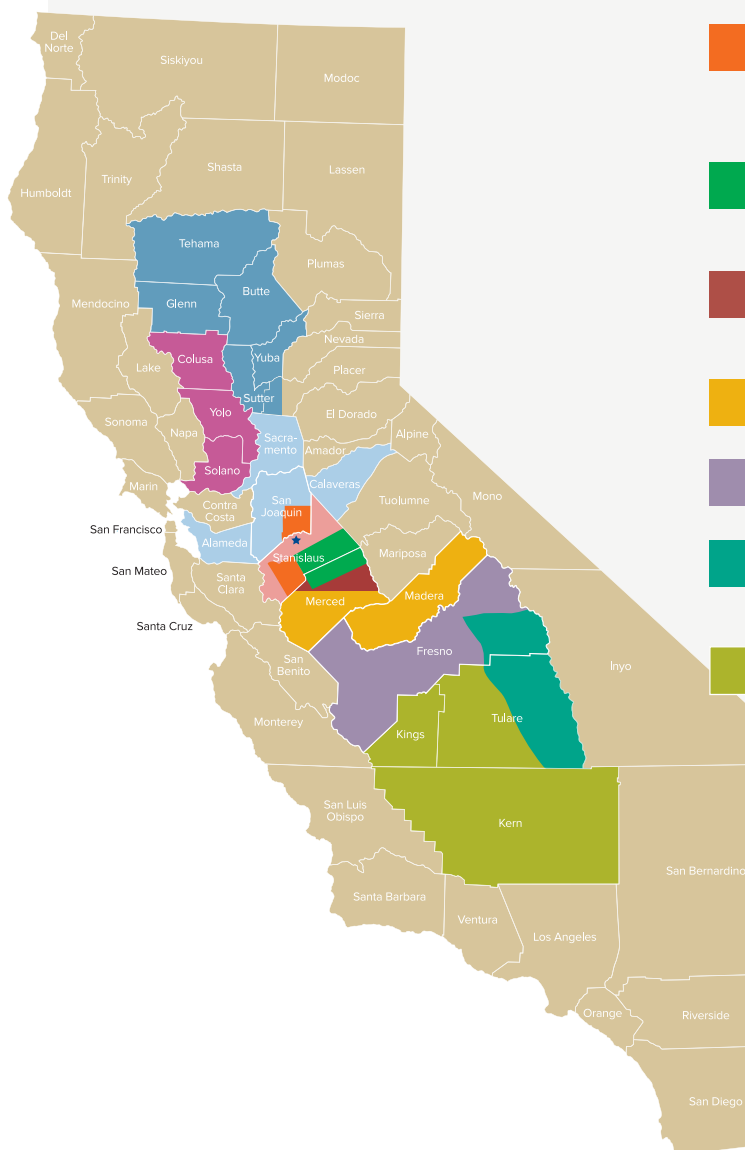 Del
Norte
Siskiyou
Modoc
Humboldt
Trinity
Shasta
Lassen
Tehama
Plumas
Mendocino
Glenn
Butte
Sierra
Nevada
Lake
Colusa
Yuba
Placer
Sutter
Sonoma
Napa
Yolo
El Dorado
Sacra-
mento
Alpine
Amador
Marin
Solano
Calaveras
Tuolumne
Mono
Contra
Costa
San
Joaquin
San Francisco
Alameda
Stanislaus
Mariposa
San Mateo
Santa
Clara
Merced
Madera
Santa Cruz
San
Benito
Fresno
Inyo
Monterey
Kings
Tulare
San Luis
Obispo
Kern
San Bernardino
Santa Barbara
Ventura
Los Angeles
Orange
Riverside
San Diego